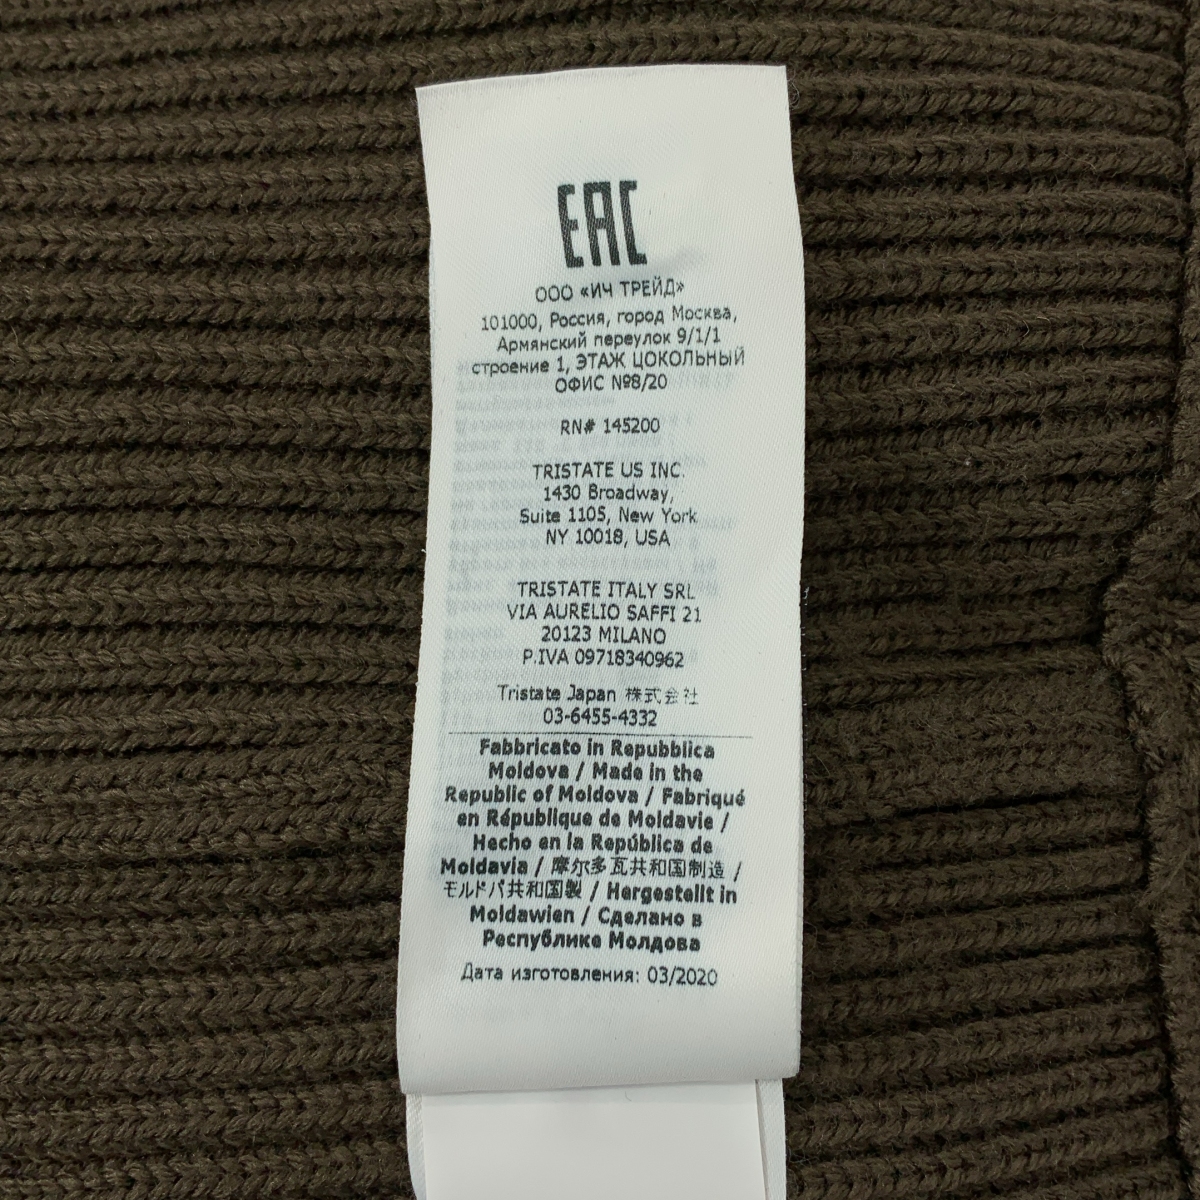 EAC
ООО «ИЧ ТРЕЙД»
101000, Россия, город Москва,
Армянский переулок 9/1/1
строение 1, ЭТАЖ ЦОКОЛЬНЫЙ
ОФИС №8/20
RN# 145200
TRISTATE US INC.
1430 Broadway,
Suite 1105, New York
NY 10018, USA
TRISTATE ITALY SRL
VIA AURELIO SAFFI 21
20123 MILANO
P.IVA 09718340962
Tristate Japan 株式会社
03-6455-4332
Fabbricato in Repubblica
Moldova / Made in the
Republic of Moldova / Fabriqué
en République de Moldavie /
Hecho en la República de
Moldavia / 摩尔多瓦共和国制造 /
モルドバ共和国製 / Hergestellt in
Moldawien / Сделано в
Республике Молдова
Дата изготовления: 03/2020